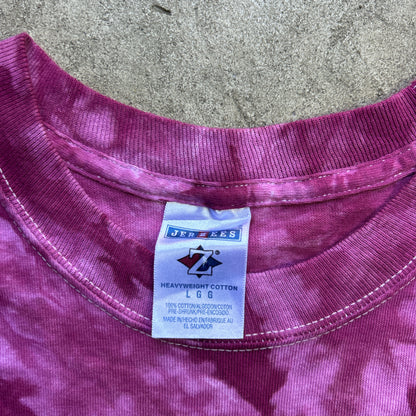 JERZEES
Z
HEAVYWEIGHT COTTON
L G G
100% COTTON/ALGODON/COTON
PRE-SHRUNK/PRE-ENCOGIDO
MADE IN/HECHO EN/FABRIQUE AU
EL SALVADOR